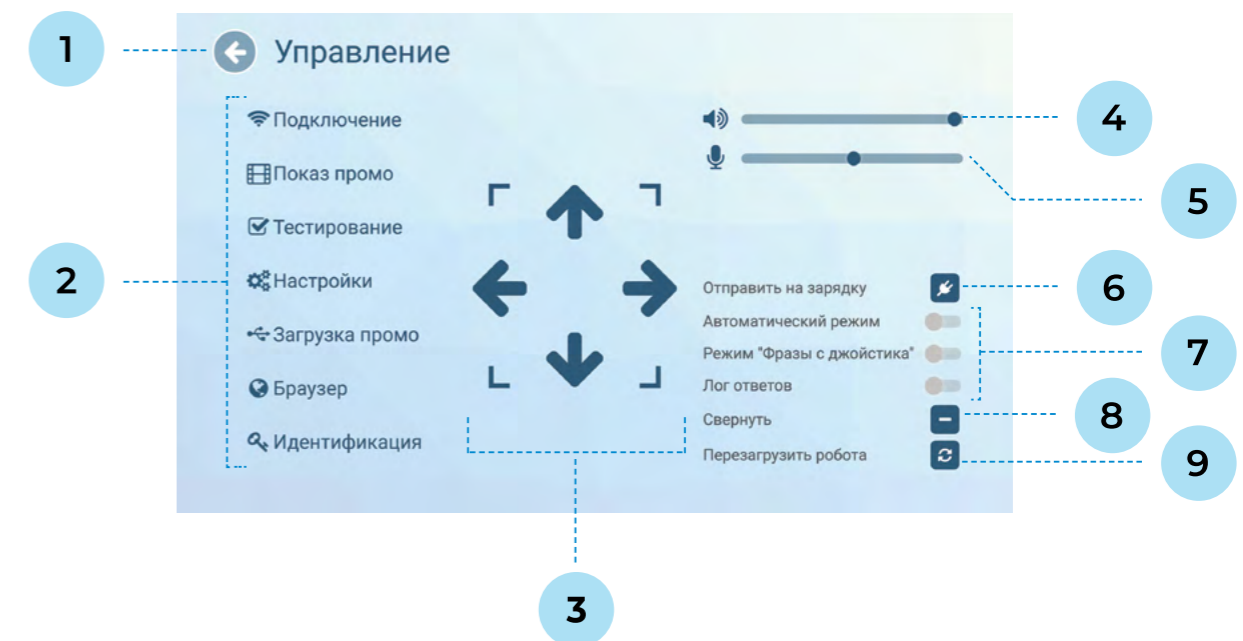 1
Управление
Подключение
Показ промо
Тестирование
2
Настройки
Загрузка промо
Браузер
Идентификация
3
4
5
Отправить на зарядку
6
Автоматический режим
Режим "Фразы с джойстика"
7
Лог ответов
Свернуть
8
Перезагрузить робота
9